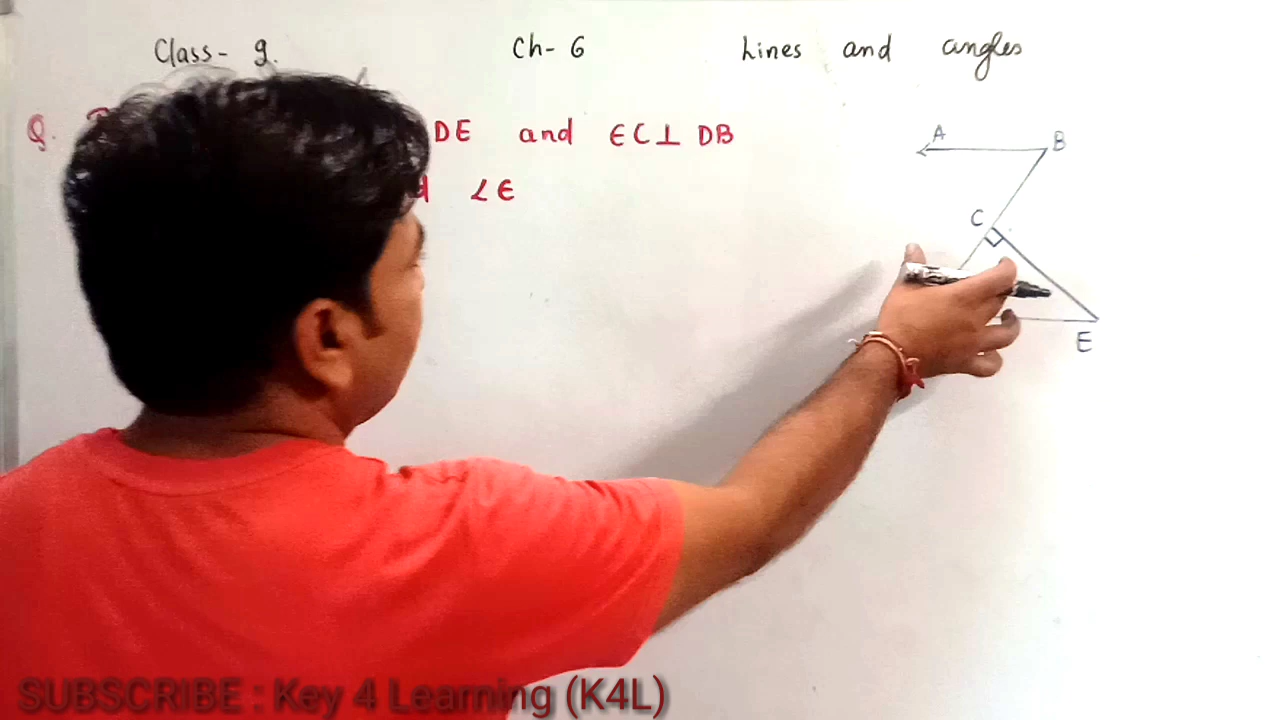 Class- 9. Ch- 6 Lines and angles
Q. DE and EC⊥ DB
∠E
A B
C
E
SUBSCRIBE : Key 4 Learning (K4L)